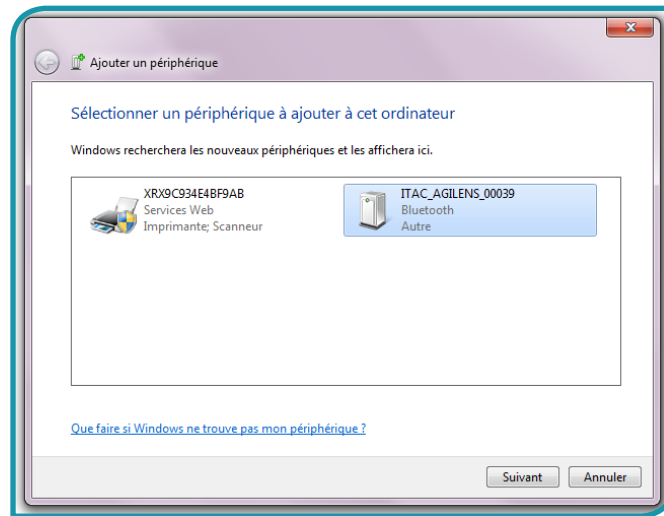 Ajouter un périphérique
Sélectionner un périphérique à ajouter à cet ordinateur
Windows recherchera les nouveaux périphériques et les affichera ici.
XRX9C934E4BF9AB
Services Web
Imprimante; Scanneur
ITAC_AGILENS_00039
Bluetooth
Autre
Que faire si Windows ne trouve pas mon périphérique ?
Suivant
Annuler